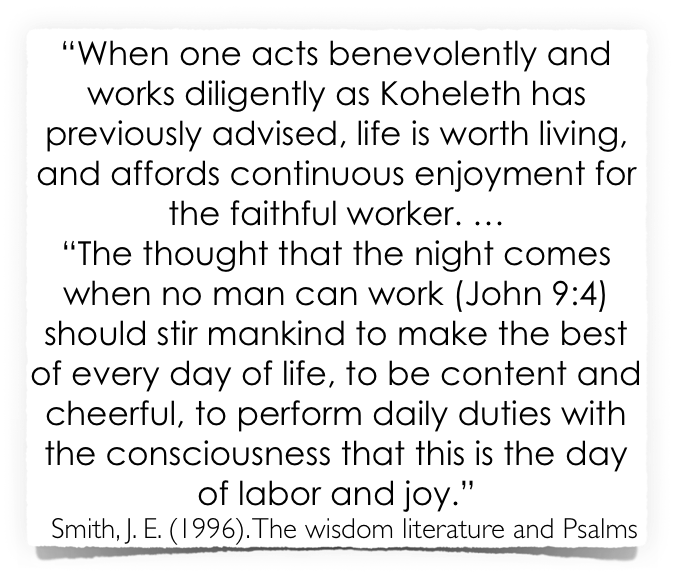 “When one acts benevolently and
works diligently as Koheleth has
previously advised, life is worth living,
and affords continuous enjoyment for
the faithful worker. …
“The thought that the night comes
when no man can work (John 9:4)
should stir mankind to make the best
of every day of life, to be content and
cheerful, to perform daily duties with
the consciousness that this is the day
of labor and joy.”
Smith, J. E. (1996). The wisdom literature and Psalms